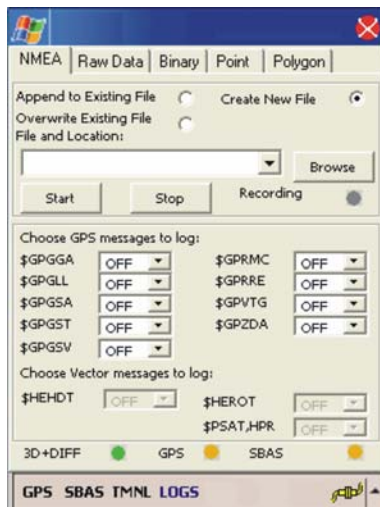 NMEA Raw Data Binary Point Polygon
Append to Existing File Create New File
Overwrite Existing File
File and Location:
Browse
Start Stop Recording
Choose GPS messages to log:
$GPGGA OFF $GPRMC OFF
$GPGLL OFF $GPRRE OFF
$GPGSA OFF $GPVTG OFF
$GPGST OFF $GPZDA OFF
$GPGSV OFF
Choose Vector messages to log:
$HEHDT OFF $HEROT OFF
$PSAT,HPR OFF
3D+DIFF GPS SBAS
GPS SBAS TMNL LOGS